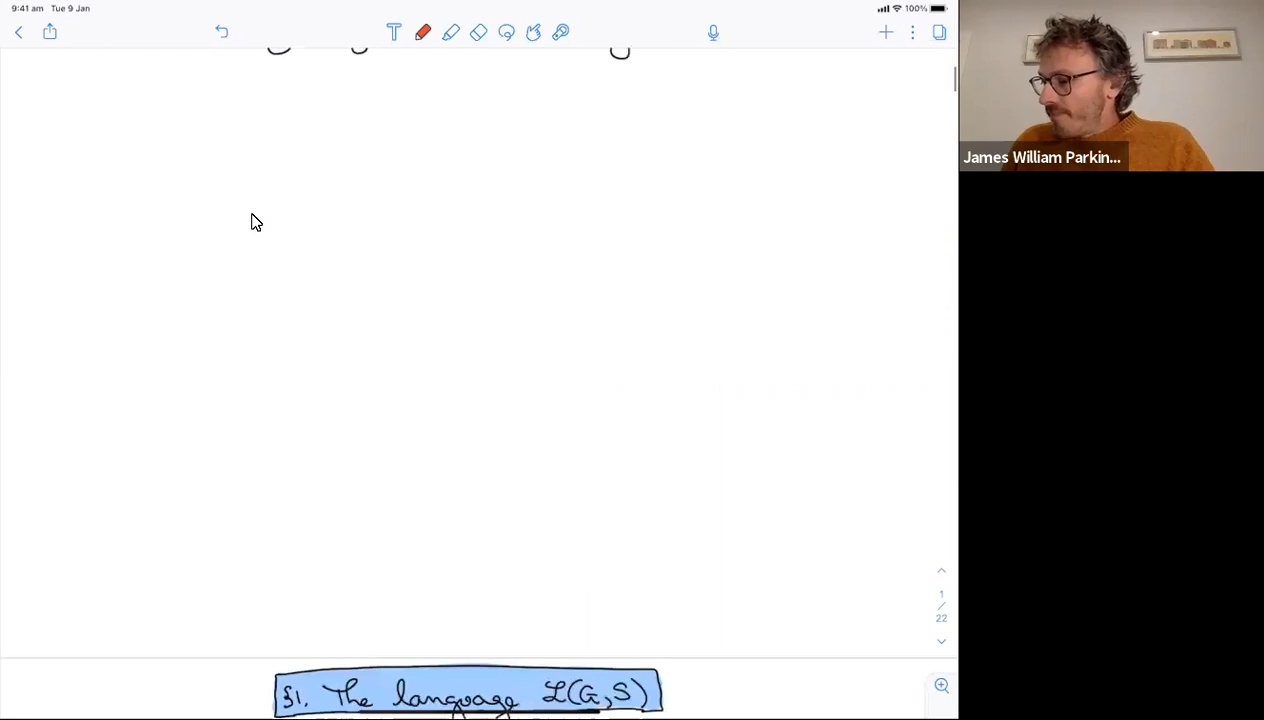 9:41 am Tue 9 Jan
100%
T
James William Parkin...
1
/
22
§1. The language L(G,S)